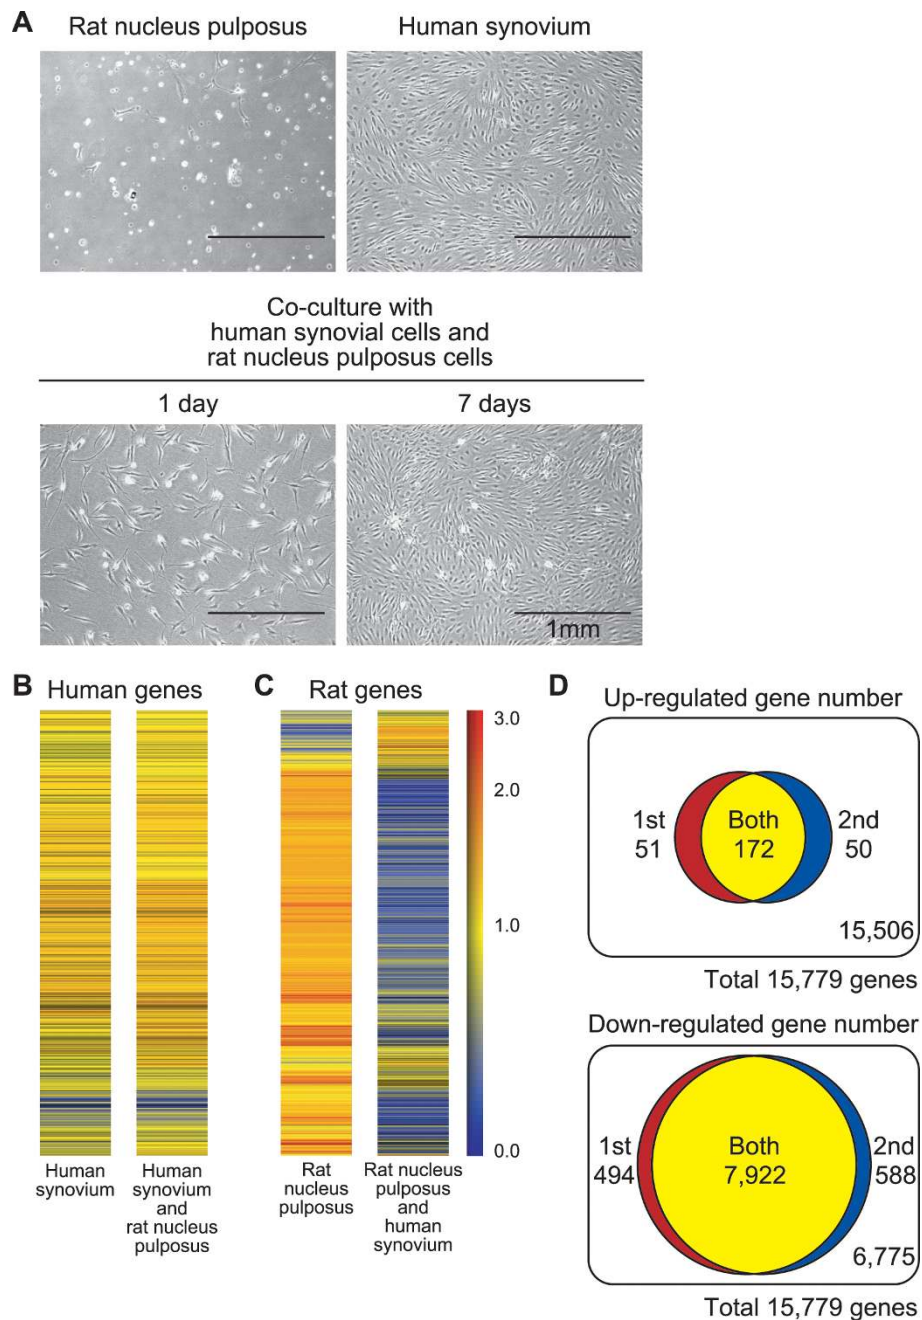 A
Rat nucleus pulposus
Human synovium
Co-culture with
human synovial cells and
rat nucleus pulposus cells
1 day
7 days
1mm
B
Human genes
Human
synovium
Human
synovium
and
rat nucleus
pulposus
C
Rat genes
Rat
nucleus
pulposus
Rat nucleus
pulposus
and
human
synovium
3.0
2.0
1.0
0.0
D
Up-regulated gene number
1st
51
Both
172
2nd
50
15,506
Total 15,779 genes
Down-regulated gene number
1st
494
Both
7,922
2nd
588
6,775
Total 15,779 genes